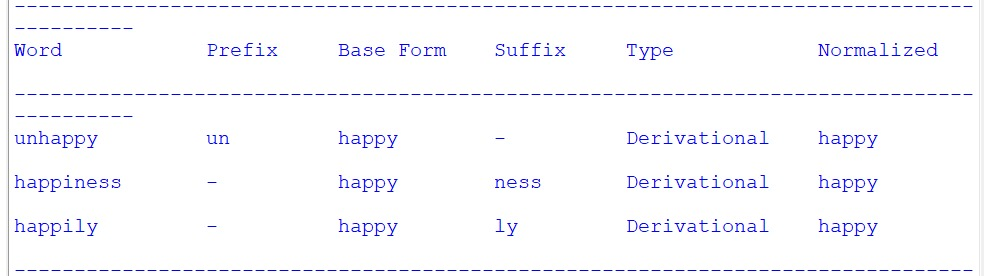 --------------------------------------------------------------------------------
----------
Word            Prefix     Base Form    Suffix     Type            Normalized
--------------------------------------------------------------------------------
----------
unhappy         un         happy        -          Derivational    happy
happiness       -          happy        ness       Derivational    happy
happily         -          happy        ly         Derivational    happy
--------------------------------------------------------------------------------